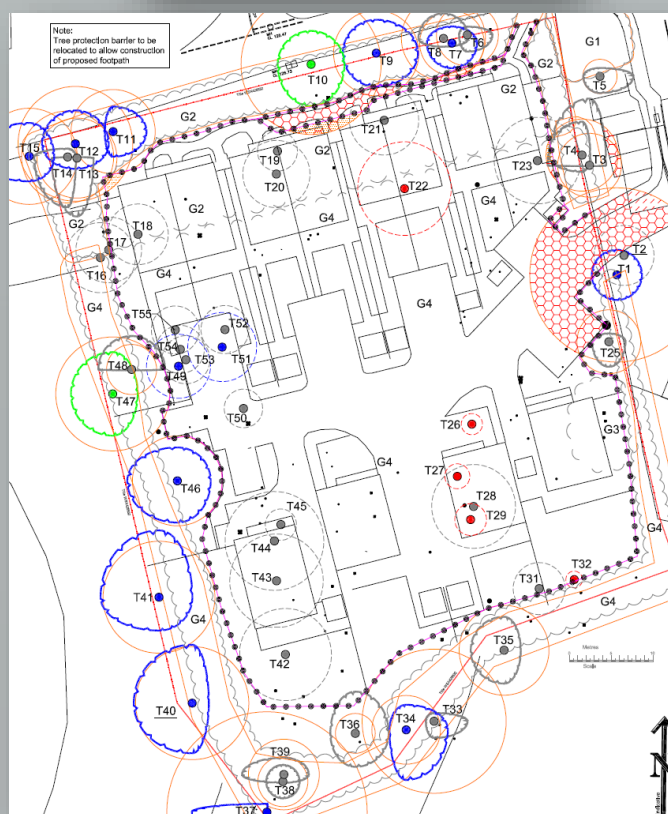 Note:
Tree protection barrier to be
relocated to allow construction
of proposed footpath
T8
T6
T7
G1
T9
T10
G2
T5
T11
G2
T12
T15
T21
T14
T13
T19
G2
T4
T23
T3
T20
T22
G2
G2
T18
G4
G4
T17
T2
T16
G4
T1
G4
G4
T55
T52
T54
T53
T51
T25
T48
T49
T47
T50
T26
G3
G4
T27
T46
T28
T45
T29
T44
T32
T43
T31
T41
G4
G4
T35
Metres
Scale
T42
T40
T33
T36
T34
T39
T38
T37
N